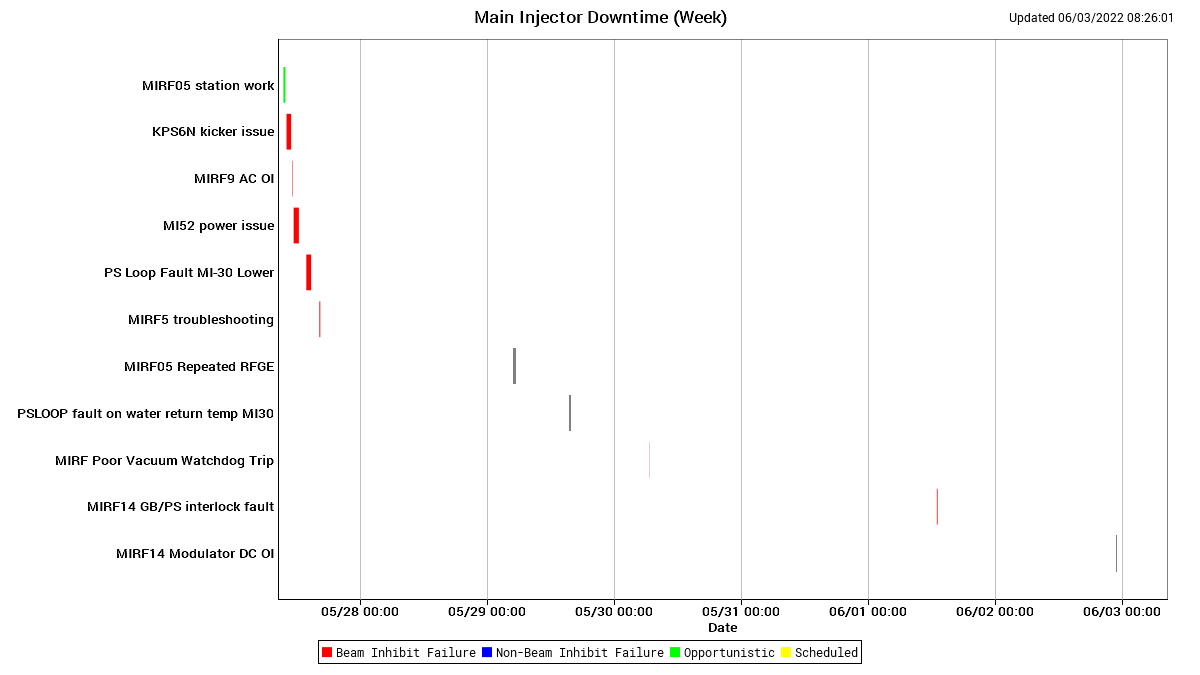 Main Injector Downtime (Week)
Updated 06/03/2022 08:26:01
MIRF05 station work
KPS6N kicker issue
MIRF9 AC OI
MI52 power issue
PS Loop Fault MI-30 Lower
MIRF5 troubleshooting
MIRF05 Repeated RFGE
PSLOOP fault on water return temp MI30
MIRF Poor Vacuum Watchdog Trip
MIRF14 GB/PS interlock fault
MIRF14 Modulator DC OI
05/28 00:00 05/29 00:00 05/30 00:00 05/31 00:00 06/01 00:00 06/02 00:00 06/03 00:00
Date
Beam Inhibit Failure Non-Beam Inhibit Failure Opportunistic Scheduled